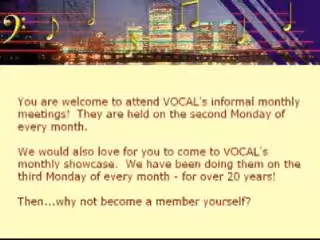 You are welcome to attend VOCAL's informal monthly
meetings!  They are held on the second Monday of
every month.
We would also love for you to come to VOCAL's
monthly showcase.  We have been doing them on the
third Monday of every month - for over 20 years!
Then...why not become a member yourself?